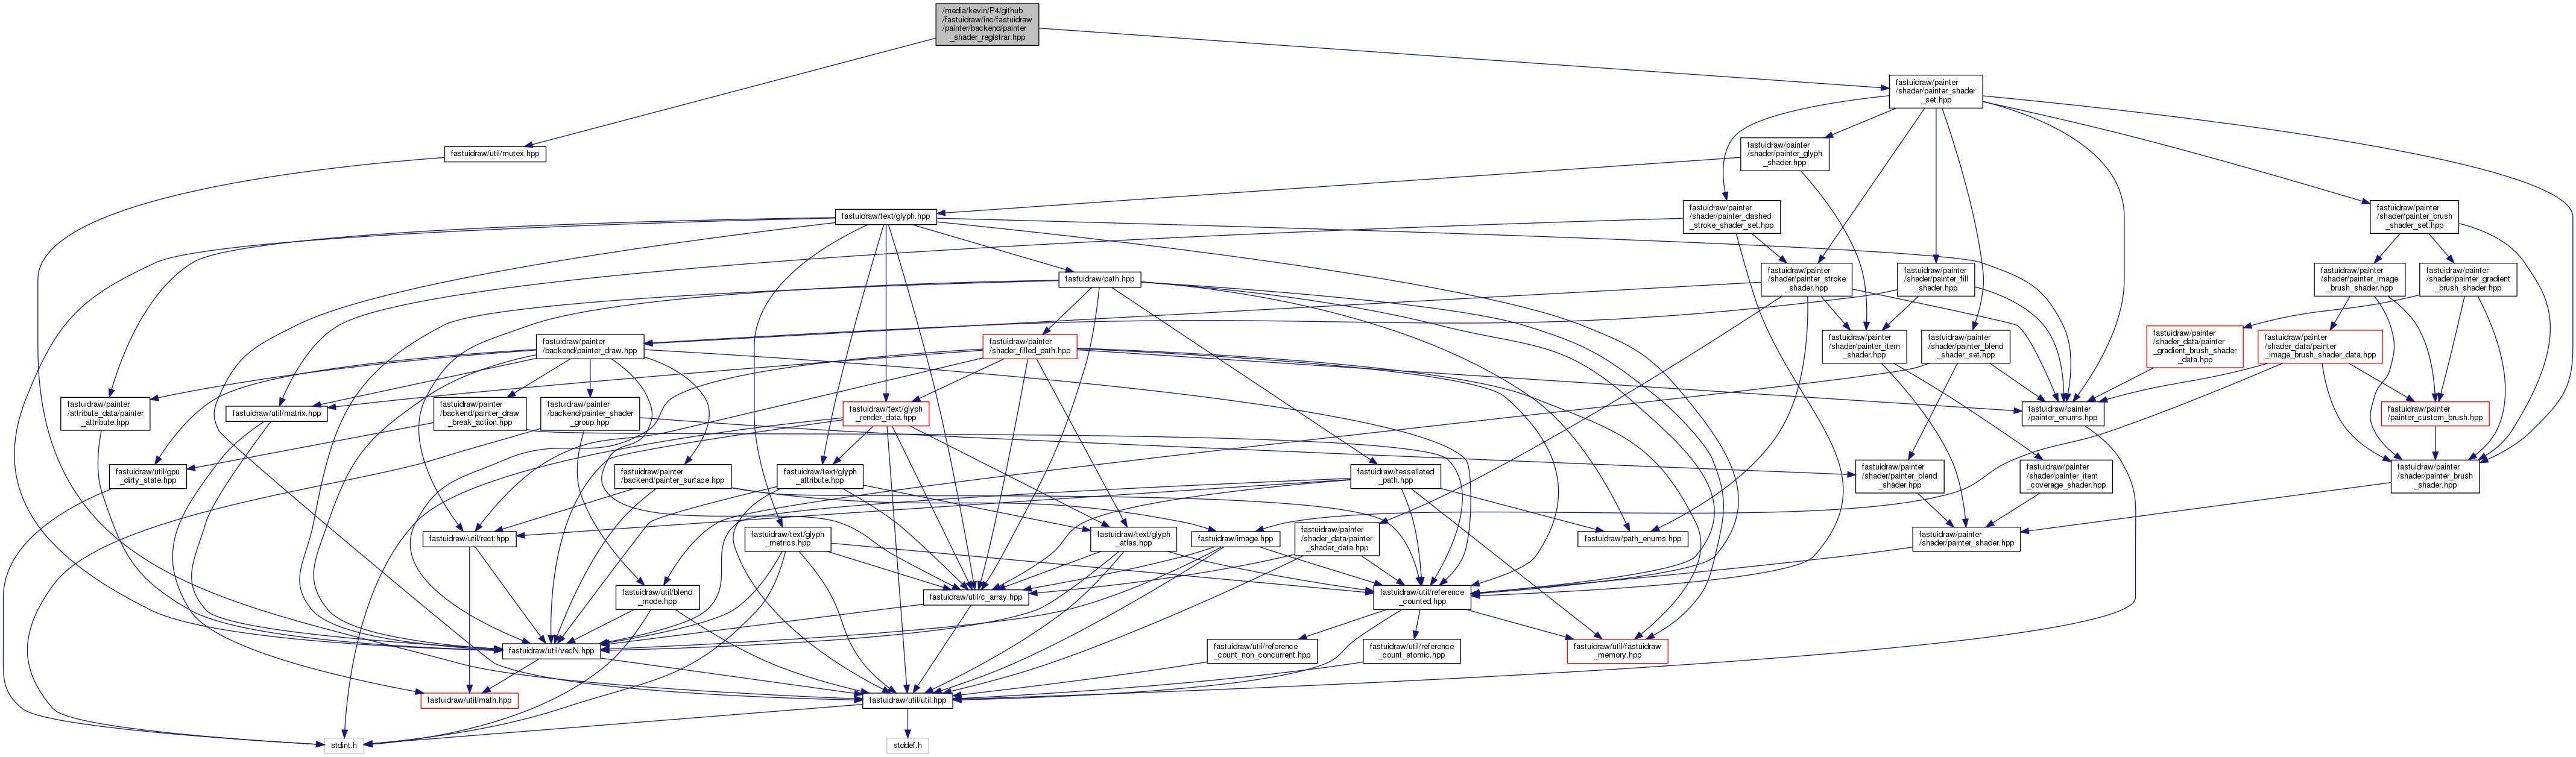 /media/kevin/P4/github
/fastuidraw/inc/fastuidraw
/painter/backend/painter
_shader_registrar.hpp
fastuidraw/painter
/shader/painter_shader
_set.hpp
fastuidraw/util/mutex.hpp
fastuidraw/painter
/shader/painter_glyph
_shader.hpp
fastuidraw/text/glyph.hpp
fastuidraw/painter
/shader/painter_dashed
_stroke_shader_set.hpp
fastuidraw/painter
/shader/painter_brush
_shader_set.hpp
fastuidraw/path.hpp
fastuidraw/painter
/shader/painter_stroke
_shader.hpp
fastuidraw/painter
/shader/painter_fill
_shader.hpp
fastuidraw/painter
/shader/painter_image
_brush_shader.hpp
fastuidraw/painter
/shader/painter_gradient
_brush_shader.hpp
fastuidraw/painter
/backend/painter_draw.hpp
fastuidraw/painter
/shader_filled_path.hpp
fastuidraw/painter
/shader/painter_item
_shader.hpp
fastuidraw/painter
/shader/painter_blend
_shader_set.hpp
fastuidraw/painter
/shader_data/painter
_gradient_brush_shader
_data.hpp
fastuidraw/painter
/shader_data/painter
_image_brush_shader_data.hpp
fastuidraw/painter
/attribute_data/painter
_attribute.hpp
fastuidraw/util/matrix.hpp
fastuidraw/painter
/backend/painter_draw
_break_action.hpp
fastuidraw/painter
/backend/painter_shader
_group.hpp
fastuidraw/text/glyph
_render_data.hpp
fastuidraw/painter
/painter_enums.hpp
fastuidraw/painter
/painter_custom_brush.hpp
fastuidraw/util/gpu
_dirty_state.hpp
fastuidraw/painter
/backend/painter_surface.hpp
fastuidraw/text/glyph
_attribute.hpp
fastuidraw/tessellated
_path.hpp
fastuidraw/painter
/shader/painter_blend
_shader.hpp
fastuidraw/painter
/shader/painter_item
_coverage_shader.hpp
fastuidraw/painter
/shader/painter_brush
_shader.hpp
fastuidraw/util/rect.hpp
fastuidraw/text/glyph
_metrics.hpp
fastuidraw/text/glyph
_atlas.hpp
fastuidraw/image.hpp
fastuidraw/painter
/shader_data/painter
_shader_data.hpp
fastuidraw/path_enums.hpp
fastuidraw/painter
/shader/painter_shader.hpp
fastuidraw/util/blend
_mode.hpp
fastuidraw/util/c_array.hpp
fastuidraw/util/reference
_counted.hpp
fastuidraw/util/vecN.hpp
fastuidraw/util/reference
_count_non_concurrent.hpp
fastuidraw/util/reference
_count_atomic.hpp
fastuidraw/util/fastuidraw
_memory.hpp
fastuidraw/util/math.hpp
fastuidraw/util/util.hpp
stdint.h
stddef.h